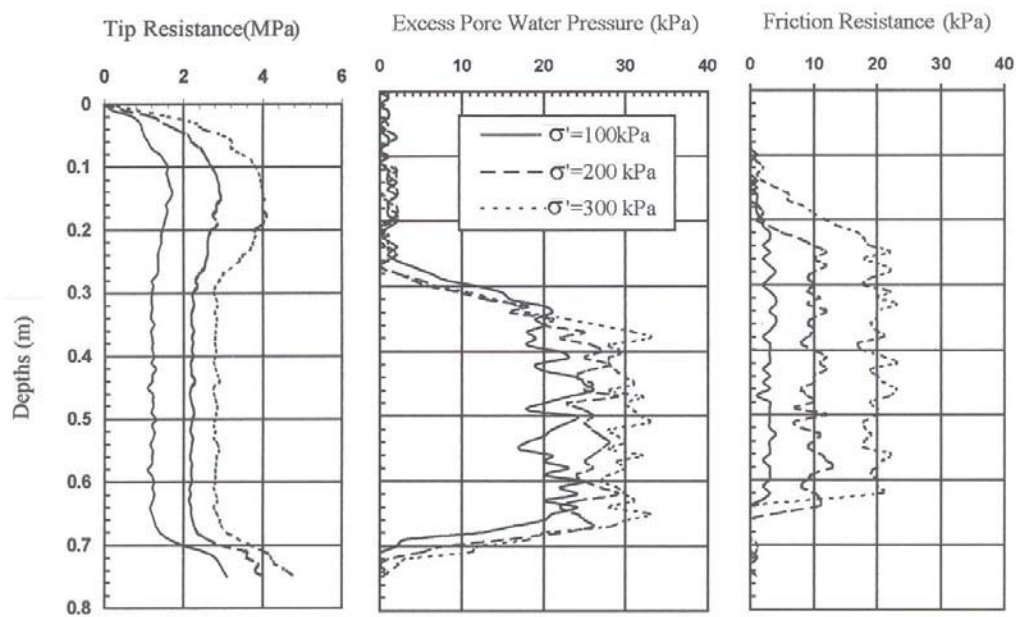 Tip Resistance(MPa)
0 2 4 6
Excess Pore Water Pressure (kPa)
0 10 20 30 40
Friction Resistance (kPa)
0 10 20 30 40
Depths (m)
0
0.1
0.2
0.3
0.4
0.5
0.6
0.7
0.8
σ'=100kPa
σ'=200 kPa
σ'=300 kPa